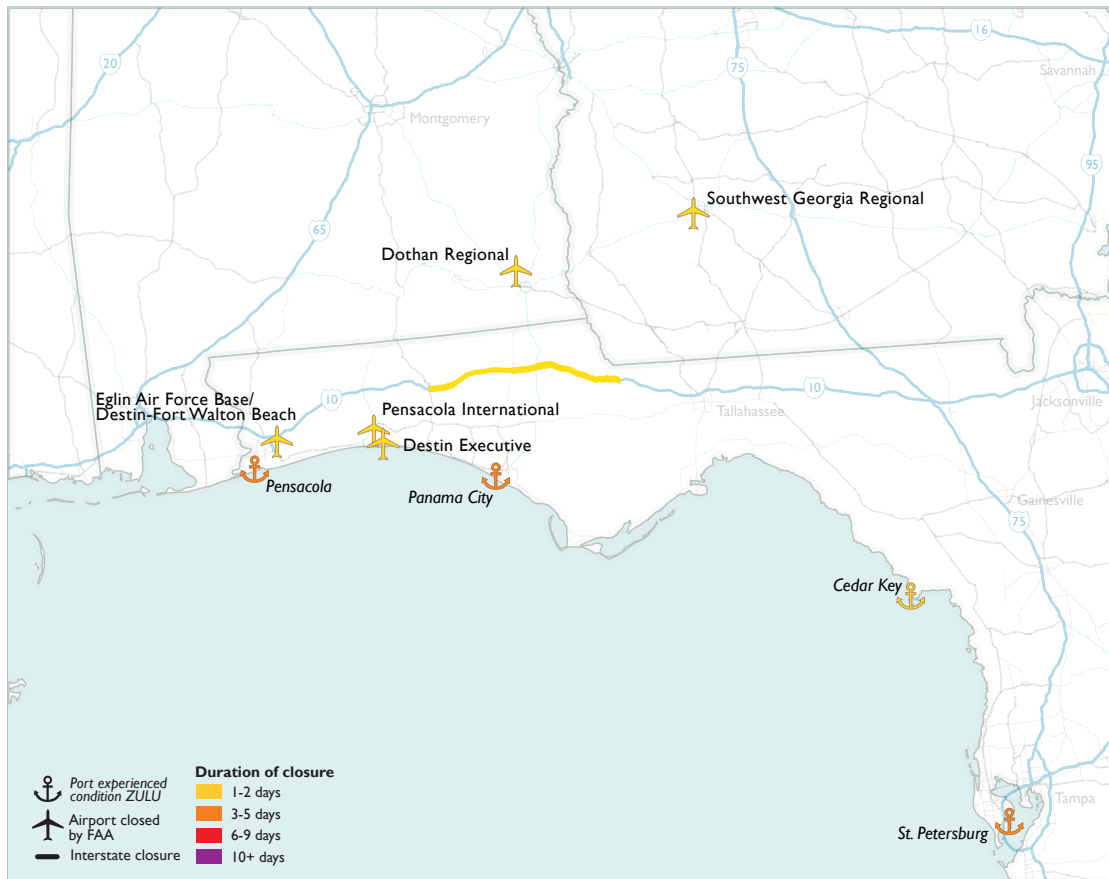 16
20
75
Savannah
Montgomery
95
Southwest Georgia Regional
65
Dothan Regional
Eglin Air Force Base/
Destin-Fort Walton Beach
10
Pensacola International
10
Jacksonville
Tallahassee
Destin Executive
Pensacola
Panama City
Gainesville
75
Cedar Key
Port experienced
condition ZULU
Airport closed
by FAA
Interstate closure
Duration of closure
1-2 days
3-5 days
6-9 days
10+ days
Tampa
St. Petersburg